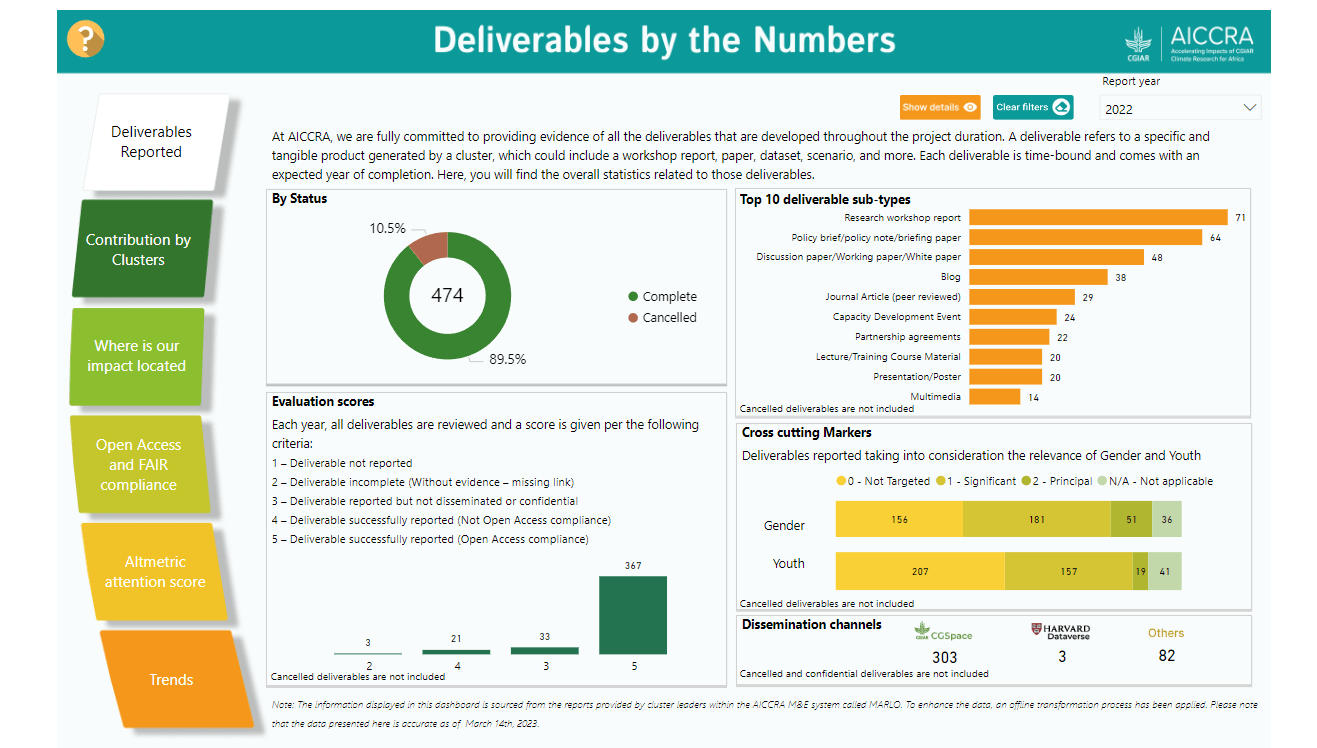 ?
Deliverables by the Numbers
CGIAR
AICCRA
Accelerating Impacts of CGIAR
Climate Research for Africa
Report year
Show details
Clear filters
2022
Deliverables
Reported
Contribution by
Clusters
Where is our
impact located
Open Access
and FAIR
compliance
Altmetric
attention score
Trends
At AICCRA, we are fully committed to providing evidence of all the deliverables that are developed throughout the project duration. A deliverable refers to a specific and
tangible product generated by a cluster, which could include a workshop report, paper, dataset, scenario, and more. Each deliverable is time-bound and comes with an
expected year of completion. Here, you will find the overall statistics related to those deliverables.
By Status
10.5%
474
89.5%
Complete
Cancelled
Top 10 deliverable sub-types
Research workshop report 71
Policy brief/policy note/briefing paper 64
Discussion paper/Working paper/White paper 48
Blog 38
Journal Article (peer reviewed) 29
Capacity Development Event 24
Partnership agreements 22
Lecture/Training Course Material 20
Presentation/Poster 20
Multimedia 14
Cancelled deliverables are not included
Evaluation scores
Each year, all deliverables are reviewed and a score is given per the following
criteria:
1 – Deliverable not reported
2 – Deliverable incomplete (Without evidence – missing link)
3 – Deliverable reported but not disseminated or confidential
4 – Deliverable successfully reported (Not Open Access compliance)
5 – Deliverable successfully reported (Open Access compliance)
3 21 33 367
2 4 3 5
Cancelled deliverables are not included
Cross cutting Markers
Deliverables reported taking into consideration the relevance of Gender and Youth
0 - Not Targeted 1 - Significant 2 - Principal N/A - Not applicable
Gender 156 181 51 36
Youth 207 157 19 41
Cancelled deliverables are not included
Dissemination channels
CGIAR CGSpace
HARVARD
Dataverse
Others
303 3 82
Cancelled and confidential deliverables are not included
Note: The information displayed in this dashboard is sourced from the reports provided by cluster leaders within the AICCRA M&E system called MARLO. To enhance the data, an offline transformation process has been applied. Please note
that the data presented here is accurate as of March 14th, 2023.